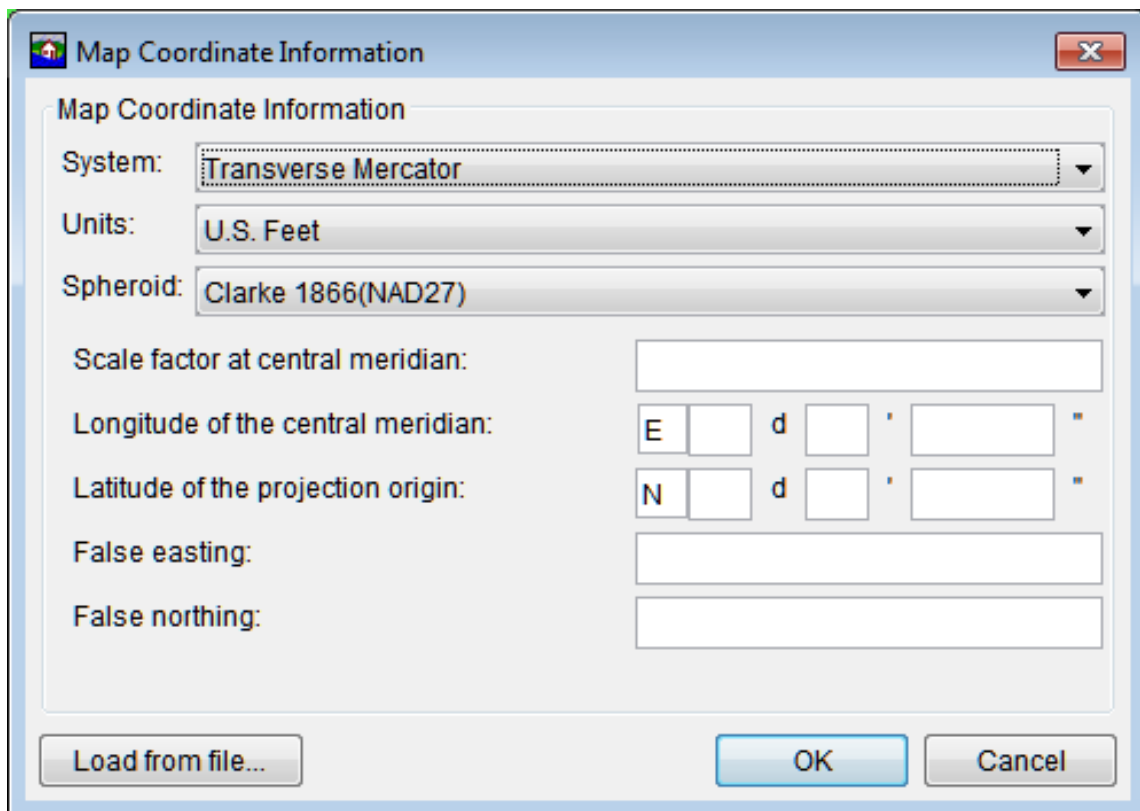 Map Coordinate Information
Map Coordinate Information
System: Transverse Mercator
Units: U.S. Feet
Spheroid: Clarke 1866(NAD27)
Scale factor at central meridian:
Longitude of the central meridian: E d ' "
Latitude of the projection origin: N d ' "
False easting:
False northing:
Load from file... OK Cancel